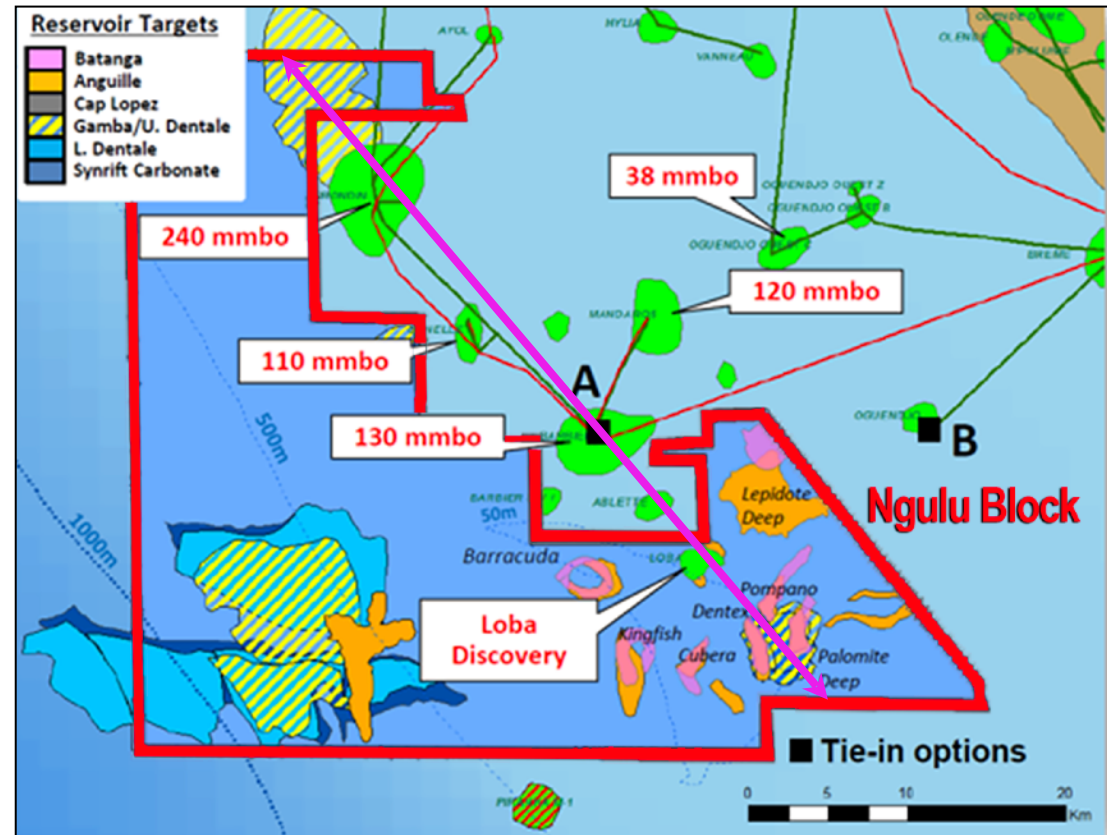 Reservoir Targets
Batanga
Anguille
Cap Lopez
Gamba/U. Dentale
L. Dentale
Synrift Carbonate
AYOL
HYLIA
VANNEAU
OLENDE
38 mmbo
OGUENDJO OUEST Z
OGUENDJO OUEST B
240 mmbo
BREME
120 mmbo
110 mmbo
A
130 mmbo
OGUENDJO
B
ABLETTE
Lepidote
Deep
Ngulu Block
500m
1000m
50m
Barracuda
LOBA
Pompano
Dentex
Loba
Discovery
Kingfish
Cubera
Palomite
Deep
Tie-in options
0
5
10
20
Km